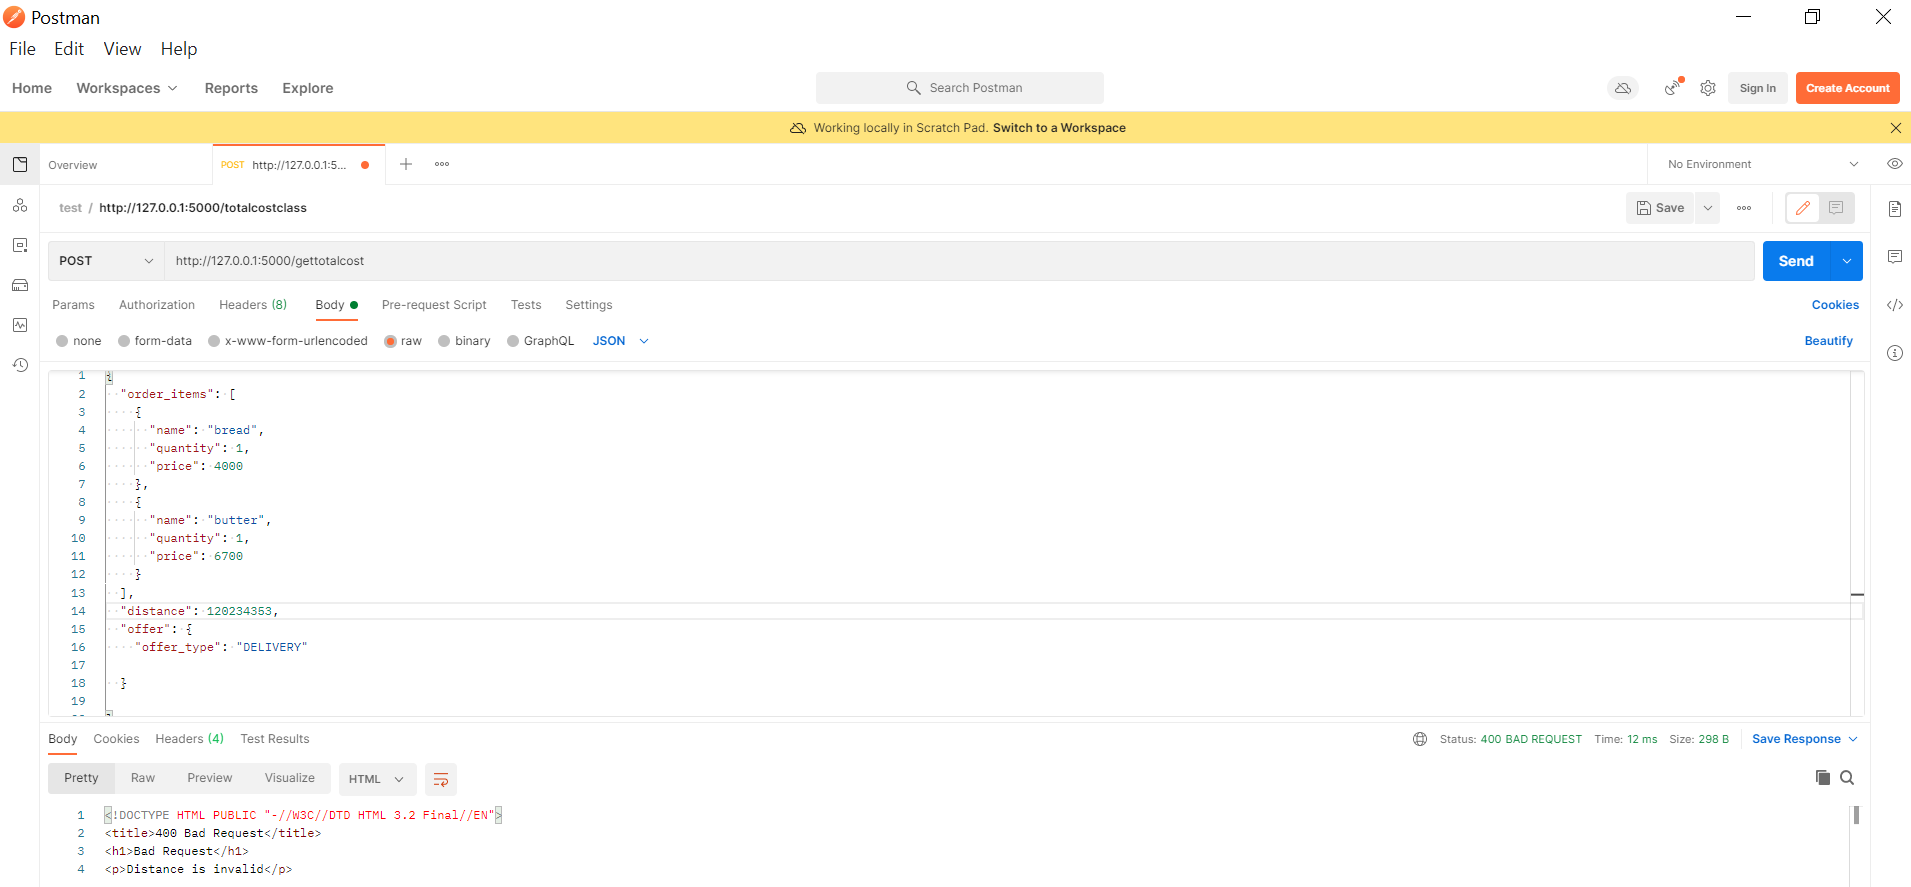 Postman
File Edit View Help
Home Workspaces Reports Explore Search Postman Sign In Create Account
Working locally in Scratch Pad. Switch to a Workspace
Overview POST http://127.0.0.1:5... No Environment
test / http://127.0.0.1:5000/totalcostclass Save
POST http://127.0.0.1:5000/gettotalcost Send
Params Authorization Headers (8) Body Pre-request Script Tests Settings Cookies
none form-data x-www-form-urlencoded raw binary GraphQL JSON Beautify
1 {
2 "order_items": [
3 {
4 "name": "bread",
5 "quantity": 1,
6 "price": 4000
7 },
8 {
9 "name": "butter",
10 "quantity": 1,
11 "price": 6700
12 }
13 ],
14 "distance": 120234353,
15 "offer": {
16 "offer_type": "DELIVERY"
17
18 }
19
Body Cookies Headers (4) Test Results Status: 400 BAD REQUEST Time: 12 ms Size: 298 B Save Response
Pretty Raw Preview Visualize HTML
1 <!DOCTYPE HTML PUBLIC "-//W3C//DTD HTML 3.2 Final//EN">
2 <title>400 Bad Request</title>
3 <h1>Bad Request</h1>
4 <p>Distance is invalid</p>